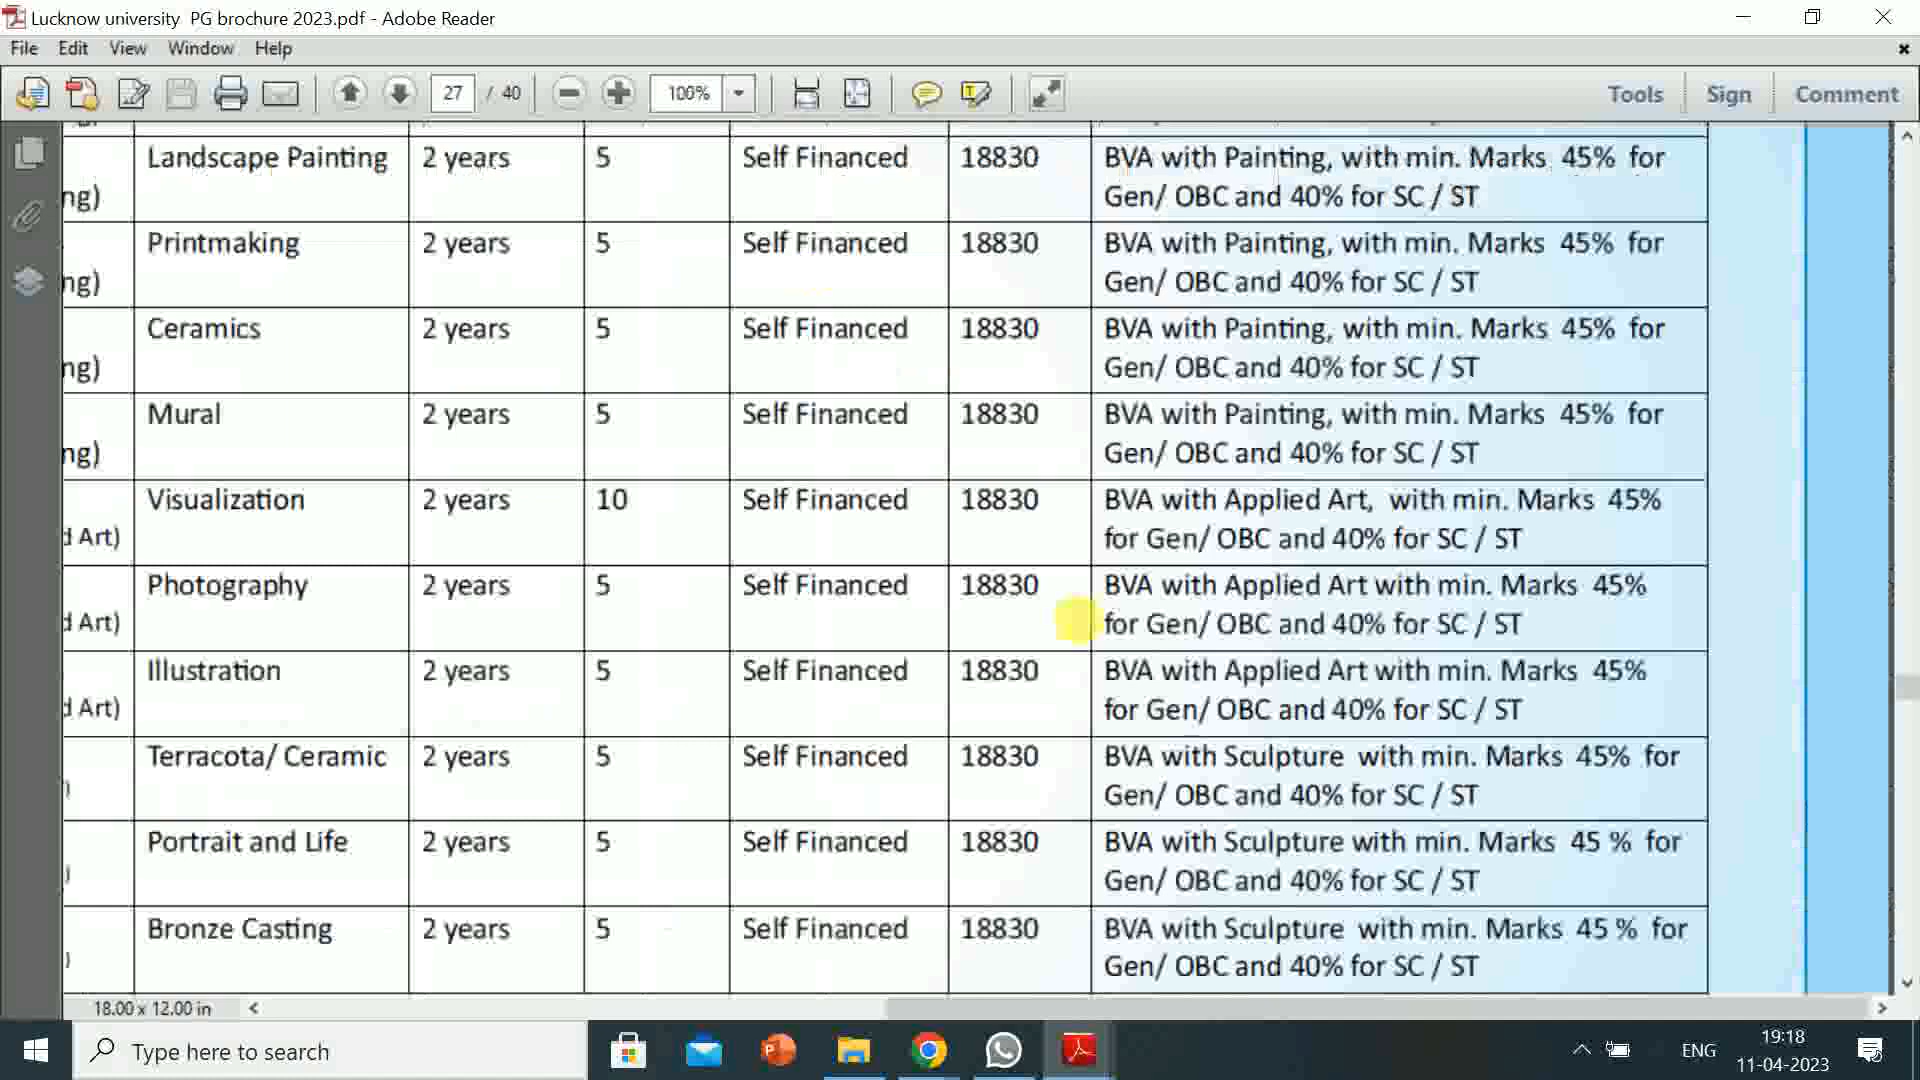 Lucknow university PG brochure 2023.pdf - Adobe Reader
File Edit View Window Help
27 / 40 100% Tools Sign Comment
Landscape Painting 2 years 5 Self Financed 18830 BVA with Painting, with min. Marks 45% for
ng) Gen/ OBC and 40% for SC / ST
Printmaking 2 years 5 Self Financed 18830 BVA with Painting, with min. Marks 45% for
ng) Gen/ OBC and 40% for SC / ST
Ceramics 2 years 5 Self Financed 18830 BVA with Painting, with min. Marks 45% for
ng) Gen/ OBC and 40% for SC / ST
Mural 2 years 5 Self Financed 18830 BVA with Painting, with min. Marks 45% for
ng) Gen/ OBC and 40% for SC / ST
Visualization 2 years 10 Self Financed 18830 BVA with Applied Art, with min. Marks 45%
d Art) for Gen/ OBC and 40% for SC / ST
Photography 2 years 5 Self Financed 18830 BVA with Applied Art with min. Marks 45%
d Art) for Gen/ OBC and 40% for SC / ST
Illustration 2 years 5 Self Financed 18830 BVA with Applied Art with min. Marks 45%
d Art) for Gen/ OBC and 40% for SC / ST
Terracota/ Ceramic 2 years 5 Self Financed 18830 BVA with Sculpture with min. Marks 45% for
) Gen/ OBC and 40% for SC / ST
Portrait and Life 2 years 5 Self Financed 18830 BVA with Sculpture with min. Marks 45 % for
) Gen/ OBC and 40% for SC / ST
Bronze Casting 2 years 5 Self Financed 18830 BVA with Sculpture with min. Marks 45 % for
) Gen/ OBC and 40% for SC / ST
18.00 x 12.00 in
Type here to search
ENG
19:18
11-04-2023